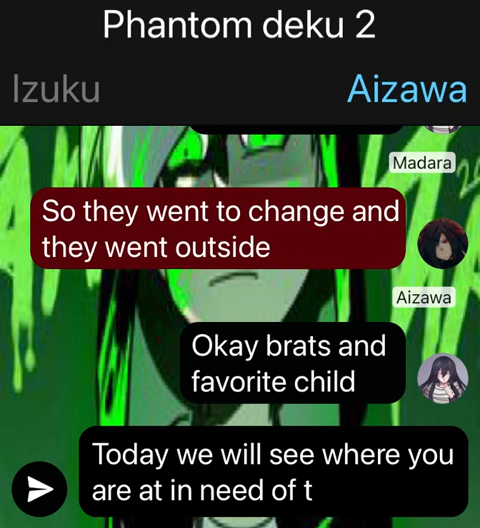 Phantom deku 2
Izuku
Aizawa
Madara
So they went to change and
they went outside
Aizawa
Okay brats and
favorite child
Today we will see where you
are at in need of t